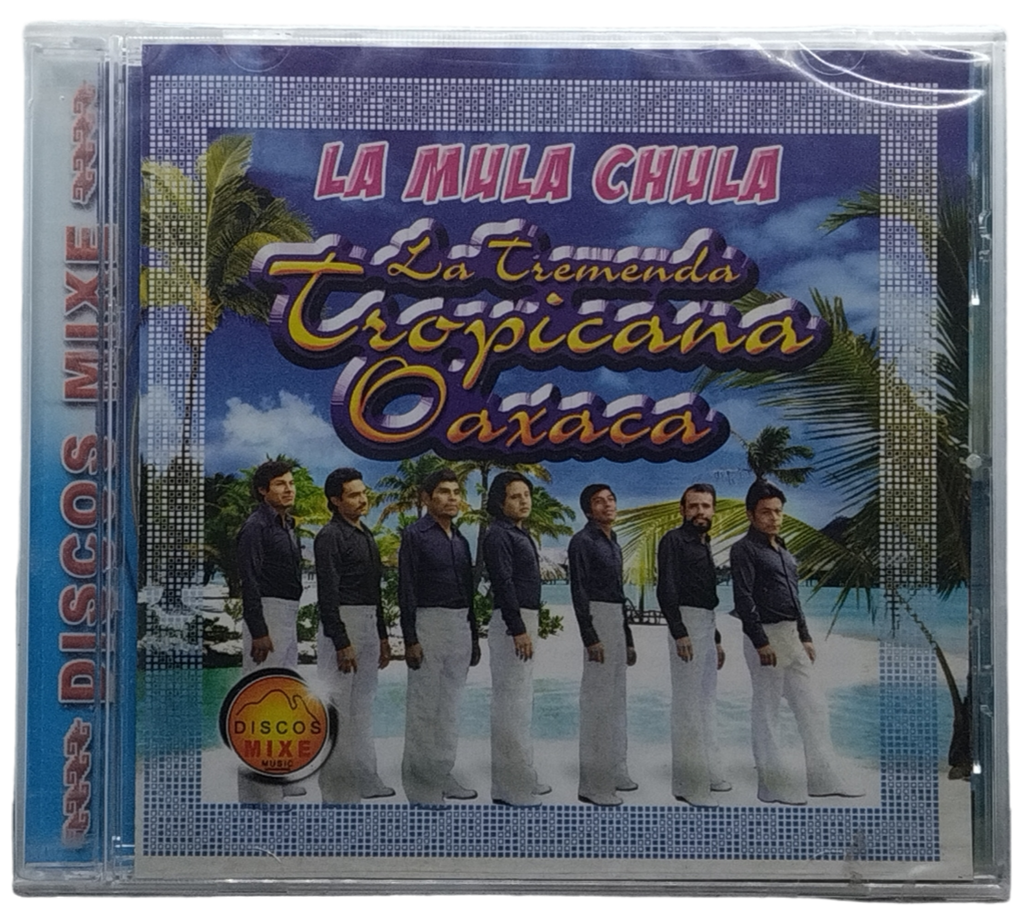 DISCOS MIXE
LA MULA CHULA
La Tremenda
Tropicana
Oaxaca
DISCOS
MIXE
MUSIC